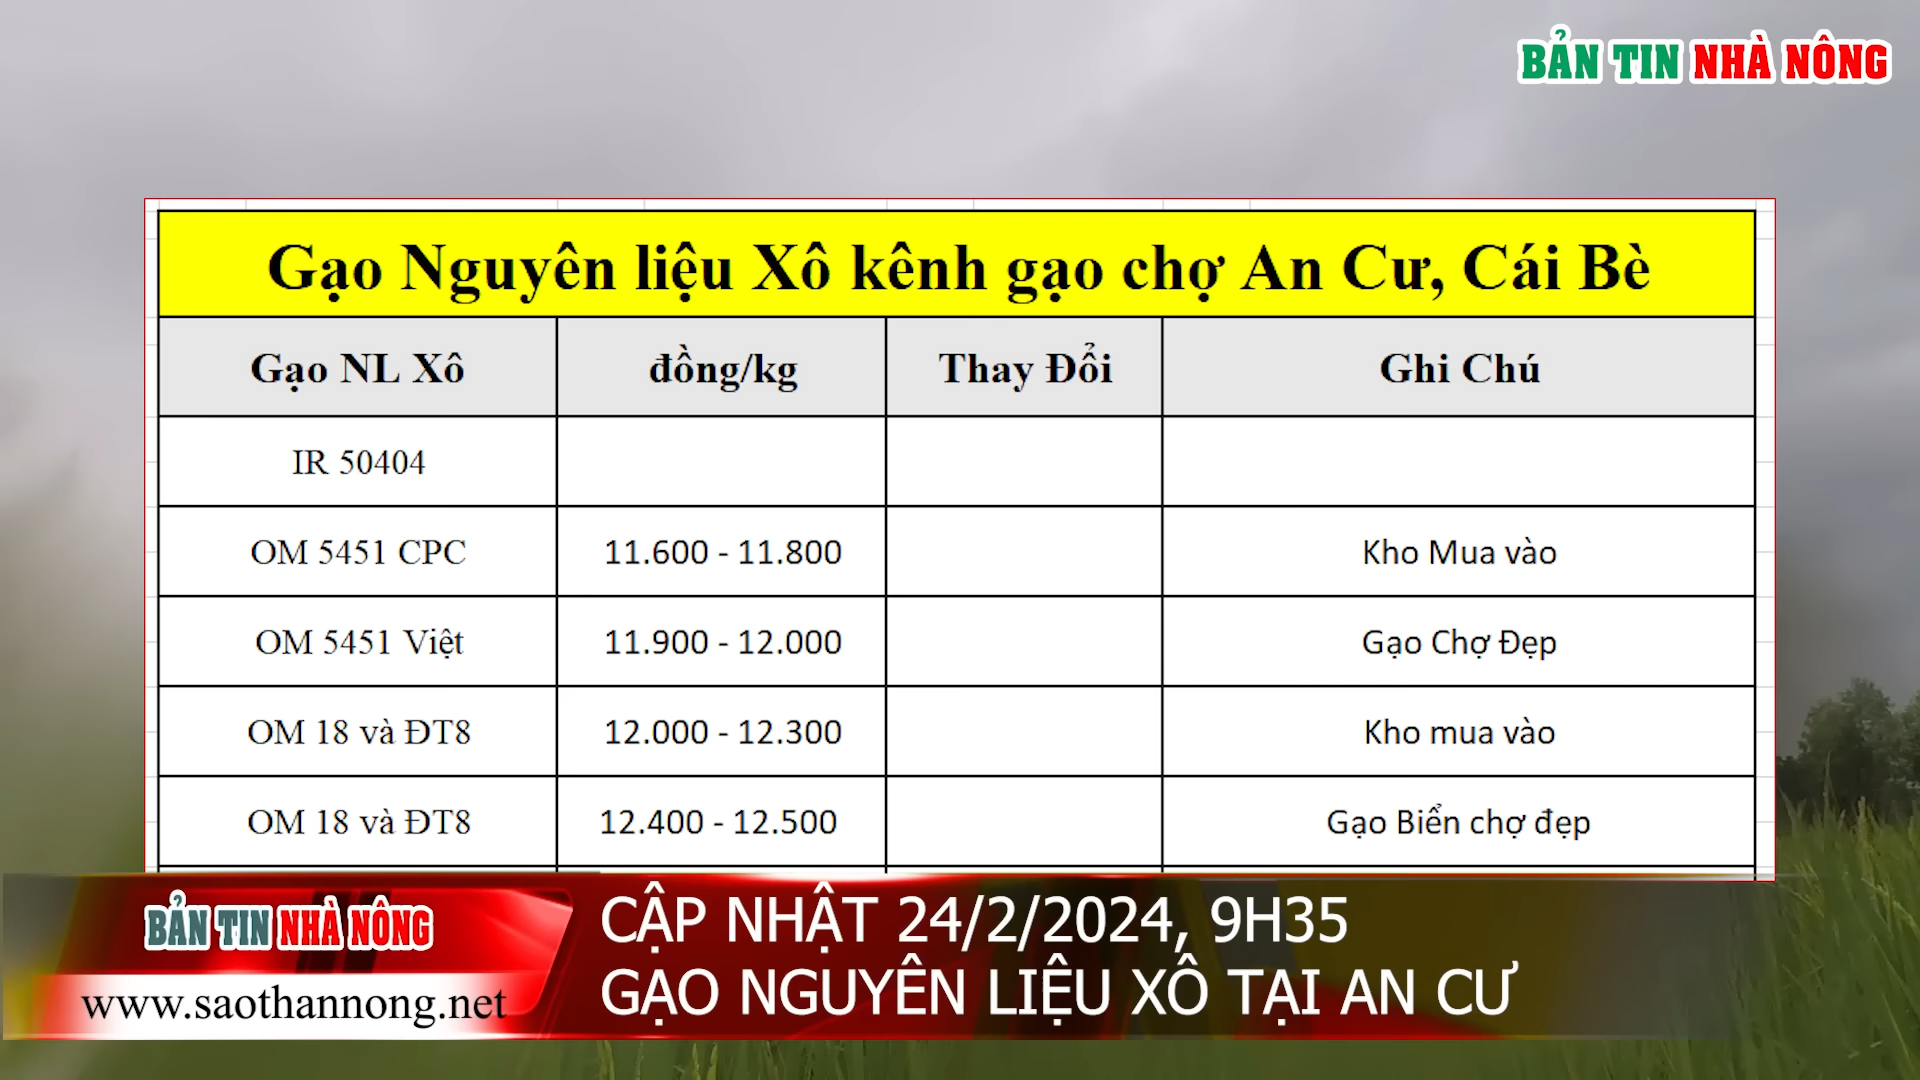 BẢN TIN NHÀ NÔNG
Gạo Nguyên liệu Xô kênh gạo chợ An Cư, Cái Bè
Gạo NL Xô đồng/kg Thay Đổi Ghi Chú
IR 50404
OM 5451 CPC 11.600 - 11.800 Kho Mua vào
OM 5451 Việt 11.900 - 12.000 Gạo Chợ Đẹp
OM 18 và ĐT8 12.000 - 12.300 Kho mua vào
OM 18 và ĐT8 12.400 - 12.500 Gạo Biển chợ đẹp
BẢN TIN NHÀ NÔNG
www.saothannong.net
CẬP NHẬT 24/2/2024, 9H35
GẠO NGUYÊN LIỆU XÔ TẠI AN CƯ